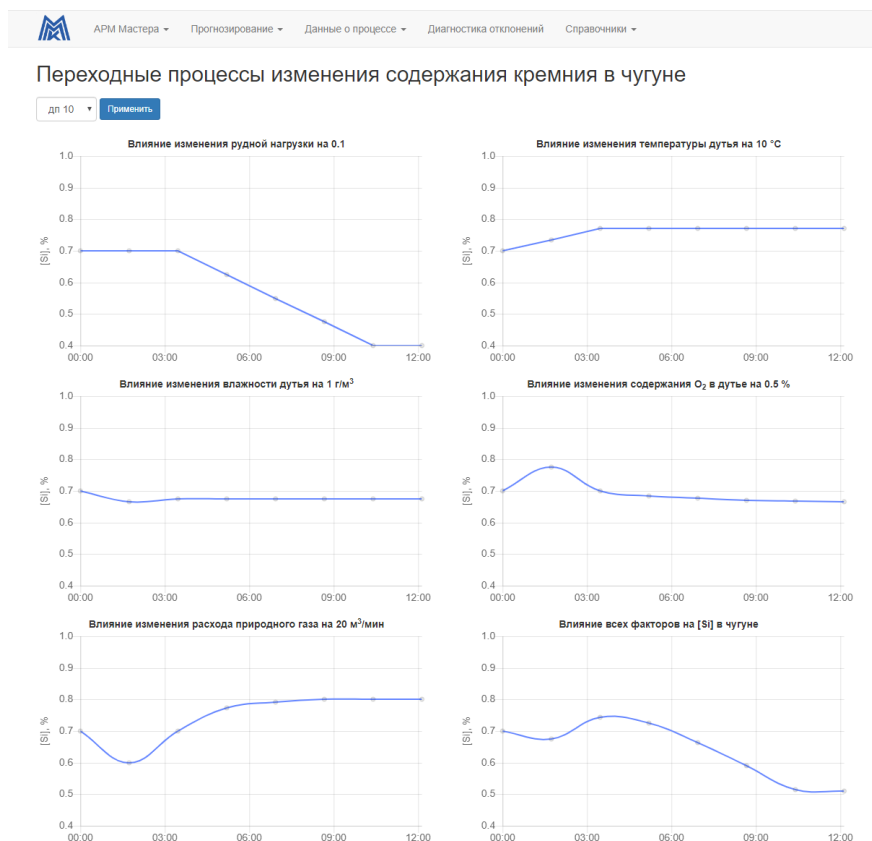 АРМ Мастера Прогнозирование Данные о процессе Диагностика отклонений Справочники
Переходные процессы изменения содержания кремния в чугуне
дп 10 Применить
Влияние изменения рудной нагрузки на 0.1
1.0
0.9
0.8
0.7
0.6
0.5
0.4
[Si], %
00:00 03:00 06:00 09:00 12:00
Влияние изменения температуры дутья на 10 °C
1.0
0.9
0.8
0.7
0.6
0.5
0.4
[Si], %
00:00 03:00 06:00 09:00 12:00
Влияние изменения влажности дутья на 1 г/м³
1.0
0.9
0.8
0.7
0.6
0.5
0.4
[Si], %
00:00 03:00 06:00 09:00 12:00
Влияние изменения содержания O₂ в дутье на 0.5 %
1.0
0.9
0.8
0.7
0.6
0.5
0.4
[Si], %
00:00 03:00 06:00 09:00 12:00
Влияние изменения расхода природного газа на 20 м³/мин
1.0
0.9
0.8
0.7
0.6
0.5
0.4
[Si], %
00:00 03:00 06:00 09:00 12:00
Влияние всех факторов на [Si] в чугуне
1.0
0.9
0.8
0.7
0.6
0.5
0.4
[Si], %
00:00 03:00 06:00 09:00 12:00